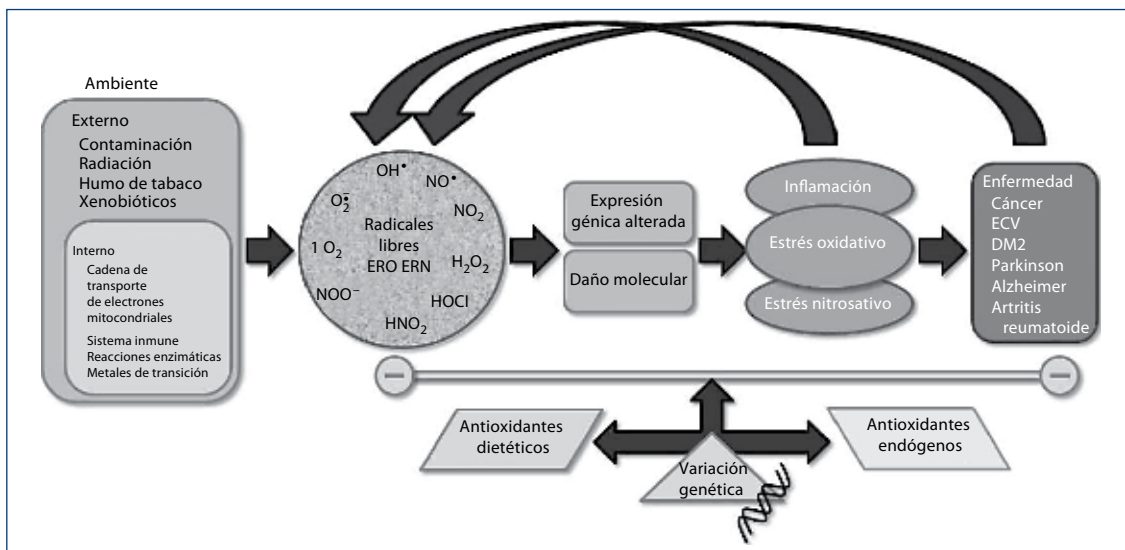 Ambiente
Externo
Contaminación
Radiación
Humo de tabaco
Xenobióticos
Interno
Cadena de
transporte
de electrones
mitocondriales
Sistema inmune
Reacciones enzimáticas
Metales de transición
OH•
NO•
O₂•̄
NO₂
Radicales
libres
ERO ERN
1 O₂
H₂O₂
NOO⁻
HOCI
HNO₂
Expresión
génica alterada
Daño molecular
Inflamación
Estrés oxidativo
Estrés nitrosativo
Enfermedad
Cáncer
ECV
DM2
Parkinson
Alzheimer
Artritis
reumatoide
− −
Antioxidantes
dietéticos
Variación
genética
Antioxidantes
endógenos